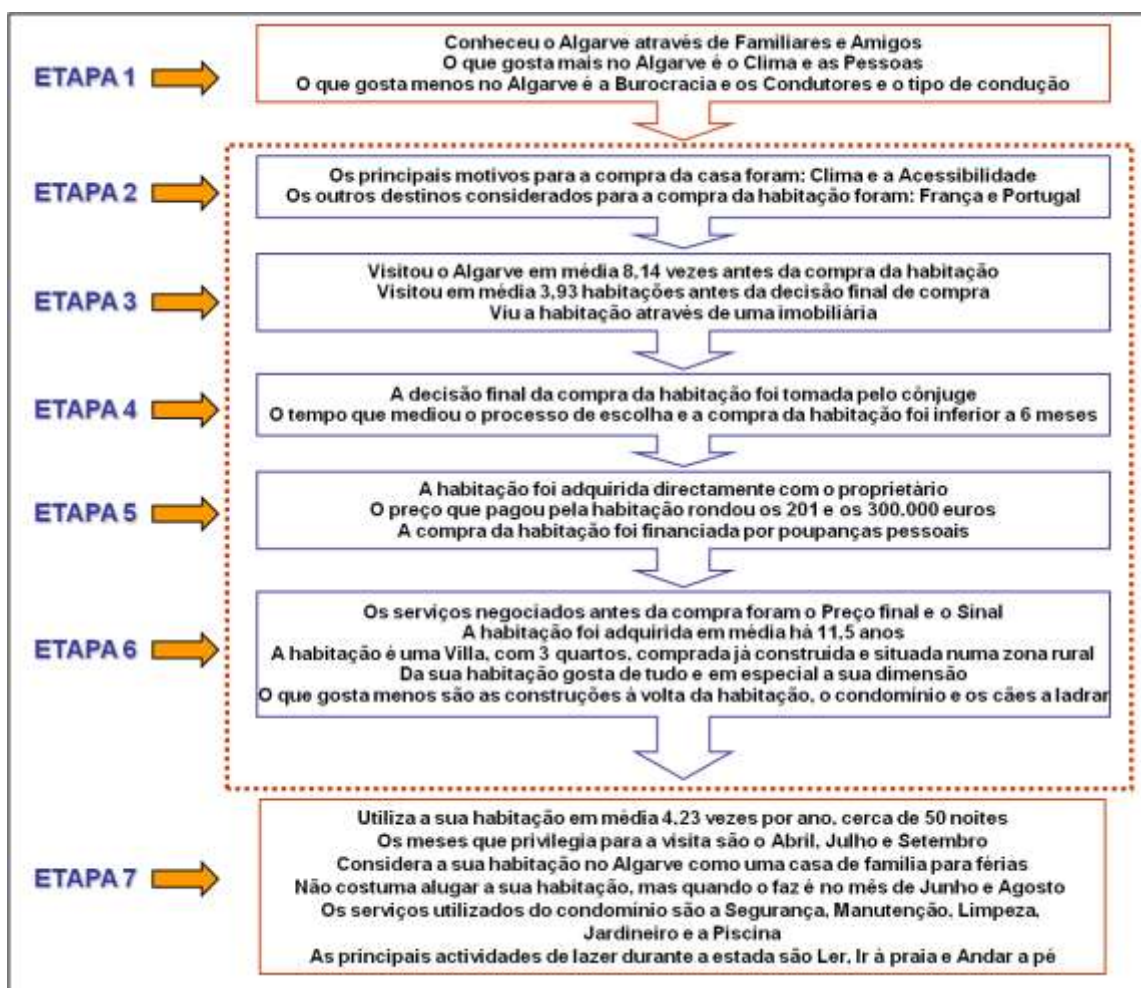 ETAPA 1
Conheceu o Algarve através de Familiares e Amigos
O que gosta mais no Algarve é o Clima e as Pessoas
O que gosta menos no Algarve é a Burocracia e os Condutores e o tipo de condução
ETAPA 2
Os principais motivos para a compra da casa foram: Clima e a Acessibilidade
Os outros destinos considerados para a compra da habitação foram: França e Portugal
ETAPA 3
Visitou o Algarve em média 8,14 vezes antes da compra da habitação
Visitou em média 3,93 habitações antes da decisão final de compra
Viu a habitação através de uma imobiliária
ETAPA 4
A decisão final da compra da habitação foi tomada pelo cônjuge
O tempo que mediou o processo de escolha e a compra da habitação foi inferior a 6 meses
ETAPA 5
A habitação foi adquirida directamente com o proprietário
O preço que pagou pela habitação rondou os 201 e os 300.000 euros
A compra da habitação foi financiada por poupanças pessoais
ETAPA 6
Os serviços negociados antes da compra foram o Preço final e o Sinal
A habitação foi adquirida em média há 11,5 anos
A habitação é uma Villa, com 3 quartos, comprada já construida e situada numa zona rural
Da sua habitação gosta de tudo e em especial a sua dimensão
O que gosta menos são as construções à volta da habitação, o condomínio e os cães a ladrar
ETAPA 7
Utiliza a sua habitação em média 4,23 vezes por ano, cerca de 50 noites
Os meses que privilegia para a visita são o Abril, Julho e Setembro
Considera a sua habitação no Algarve como uma casa de família para férias
Não costuma alugar a sua habitação, mas quando o faz é no mês de Junho e Agosto
Os serviços utilizados do condomínio são a Segurança, Manutenção, Limpeza,
Jardineiro e a Piscina
As principais actividades de lazer durante a estada são Ler, Ir à praia e Andar a pé